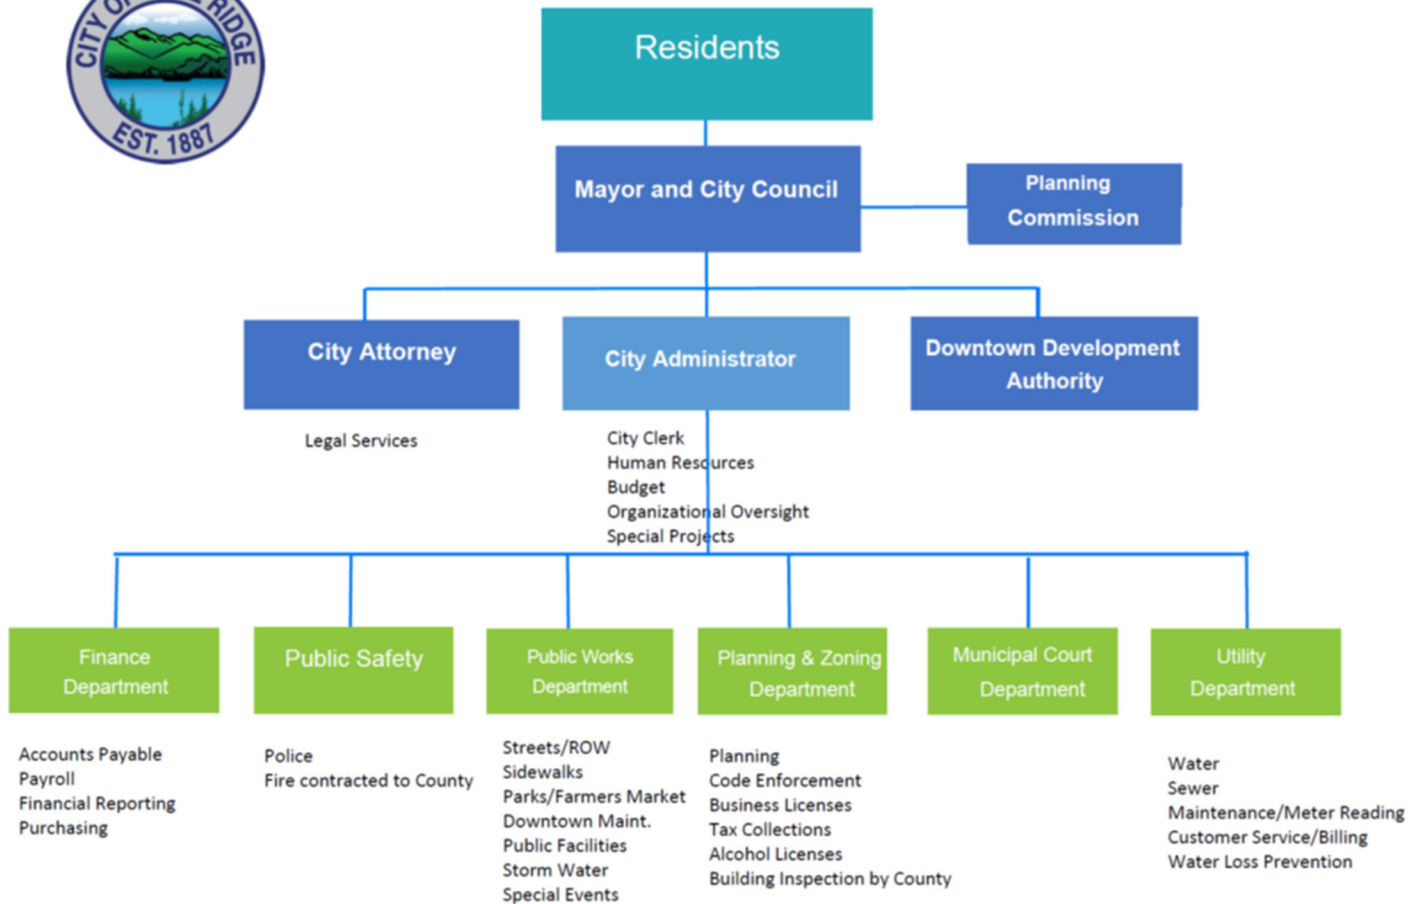 CITY OF RIDGE
EST. 1887
Residents
Mayor and City Council
Planning
Commission
City Attorney
City Administrator
Downtown Development
Authority
Legal Services
City Clerk
Human Resources
Budget
Organizational Oversight
Special Projects
Finance
Department
Public Safety
Public Works
Department
Planning & Zoning
Department
Municipal Court
Department
Utility
Department
Accounts Payable
Payroll
Financial Reporting
Purchasing
Police
Fire contracted to County
Streets/ROW
Sidewalks
Parks/Farmers Market
Downtown Maint.
Public Facilities
Storm Water
Special Events
Planning
Code Enforcement
Business Licenses
Tax Collections
Alcohol Licenses
Building Inspection by County
Water
Sewer
Maintenance/Meter Reading
Customer Service/Billing
Water Loss Prevention